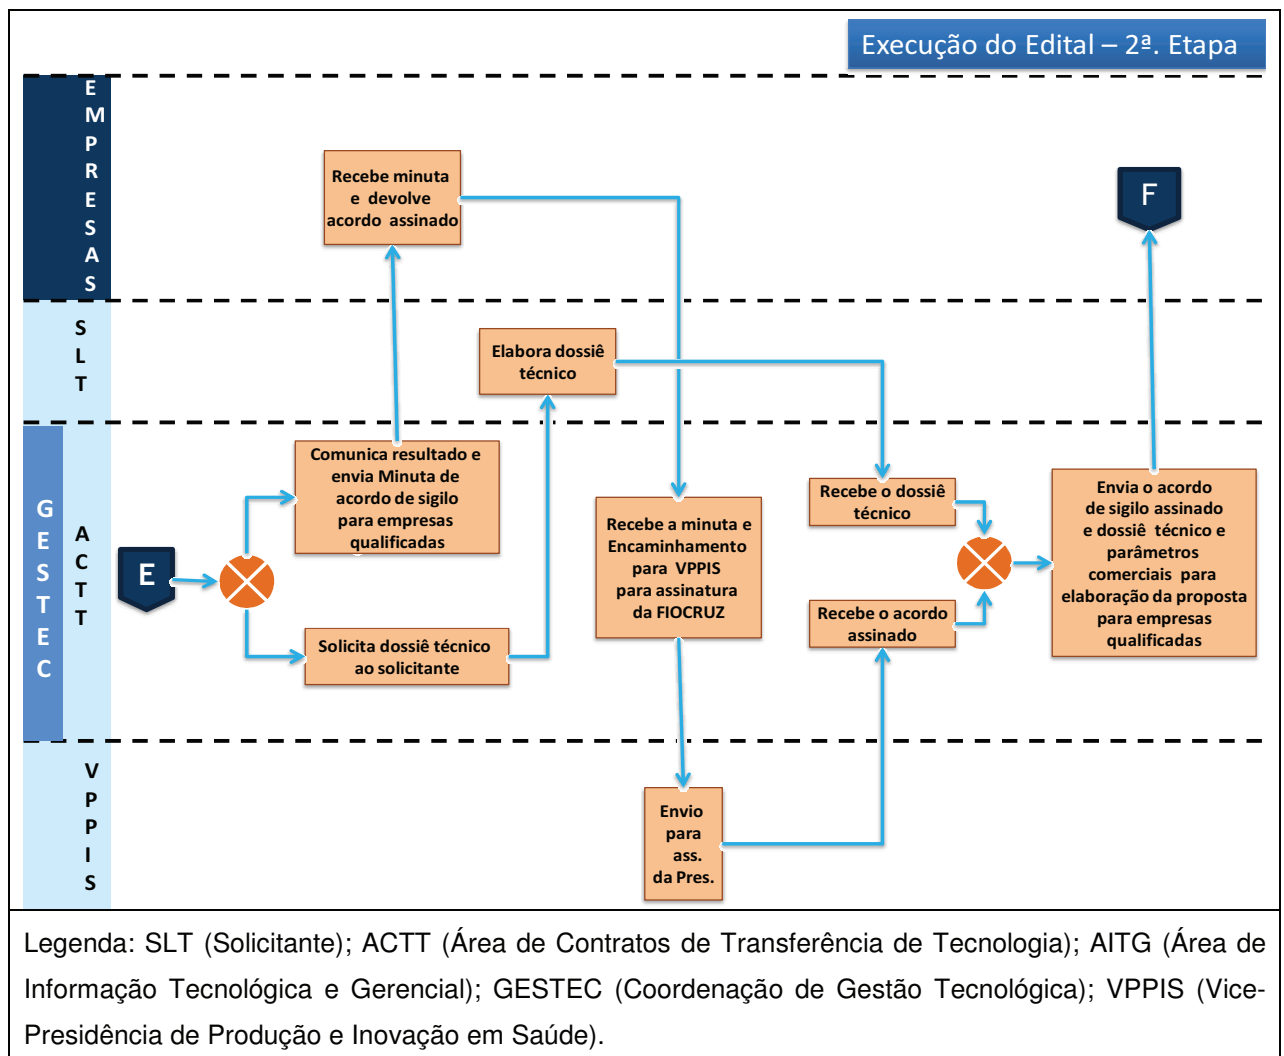 Execução do Edital – 2ª. Etapa
EMPRESAS
Recebe minuta
e devolve
acordo assinado
F
SLT
Elabora dossiê
técnico
GESTEC
ACTT
E
Comunica resultado e
envia Minuta de
acordo de sigilo
para empresas
qualificadas
Solicita dossiê técnico
ao solicitante
Recebe a minuta e
Encaminhamento
para VPPIS
para assinatura
da FIOCRUZ
Recebe o dossiê
técnico
Recebe o acordo
assinado
Envia o acordo
de sigilo assinado
e dossiê técnico e
parâmetros
comerciais para
elaboração da proposta
para empresas
qualificadas
VPPIS
Envio
para
ass.
da Pres.
Legenda: SLT (Solicitante); ACTT (Área de Contratos de Transferência de Tecnologia); AITG (Área de
Informação Tecnológica e Gerencial); GESTEC (Coordenação de Gestão Tecnológica); VPPIS (Vice-
Presidência de Produção e Inovação em Saúde).